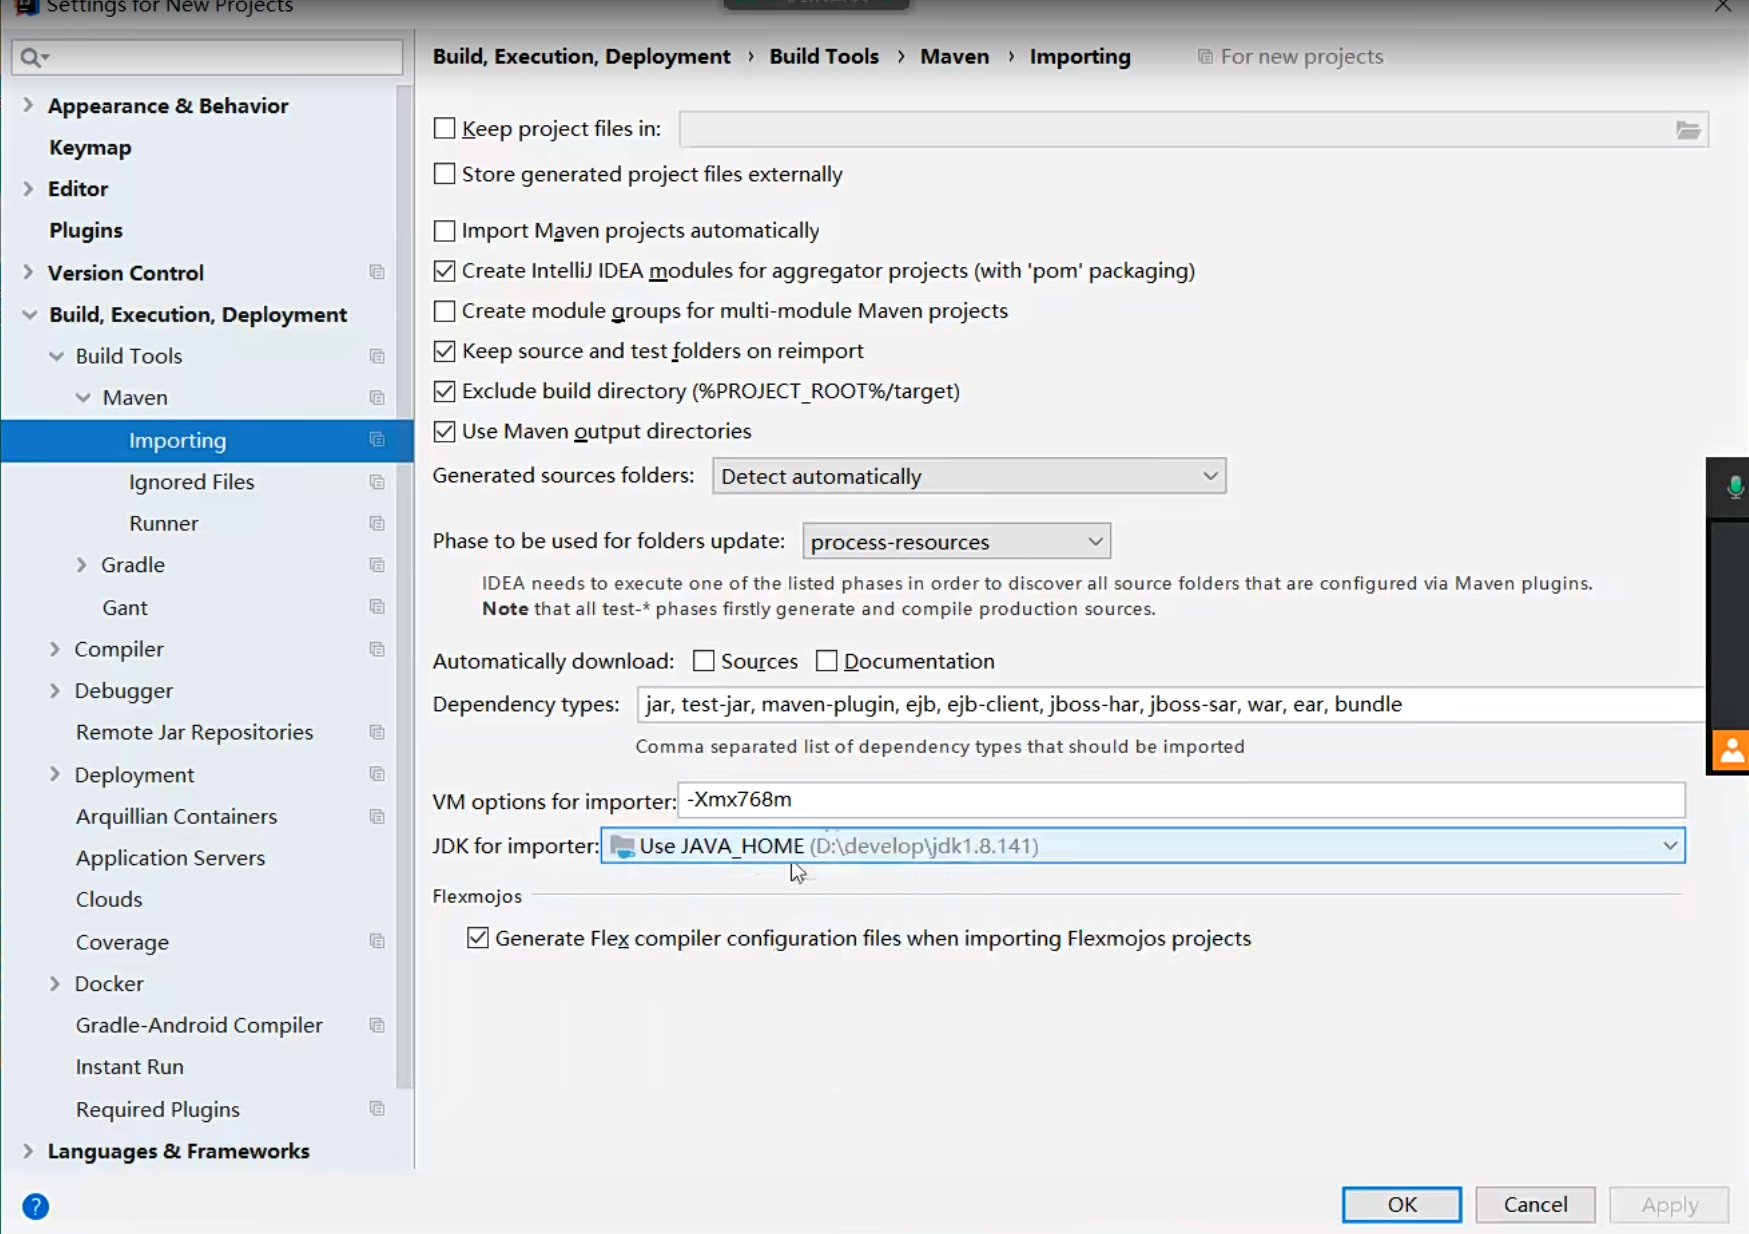 Settings for New Projects
Build, Execution, Deployment › Build Tools › Maven › Importing For new projects
Appearance & Behavior
Keymap
Editor
Plugins
Version Control
Build, Execution, Deployment
Build Tools
Maven
Importing
Ignored Files
Runner
Gradle
Gant
Compiler
Debugger
Remote Jar Repositories
Deployment
Arquillian Containers
Application Servers
Clouds
Coverage
Docker
Gradle-Android Compiler
Instant Run
Required Plugins
Languages & Frameworks
Keep project files in:
Store generated project files externally
Import Maven projects automatically
Create IntelliJ IDEA modules for aggregator projects (with 'pom' packaging)
Create module groups for multi-module Maven projects
Keep source and test folders on reimport
Exclude build directory (%PROJECT_ROOT%/target)
Use Maven output directories
Generated sources folders: Detect automatically
Phase to be used for folders update: process-resources
IDEA needs to execute one of the listed phases in order to discover all source folders that are configured via Maven plugins.
Note that all test-* phases firstly generate and compile production sources.
Automatically download: Sources Documentation
Dependency types: jar, test-jar, maven-plugin, ejb, ejb-client, jboss-har, jboss-sar, war, ear, bundle
Comma separated list of dependency types that should be imported
VM options for importer: -Xmx768m
JDK for importer: Use JAVA_HOME (D:\develop\jdk1.8.141)
Flexmojos
Generate Flex compiler configuration files when importing Flexmojos projects
? OK Cancel Apply